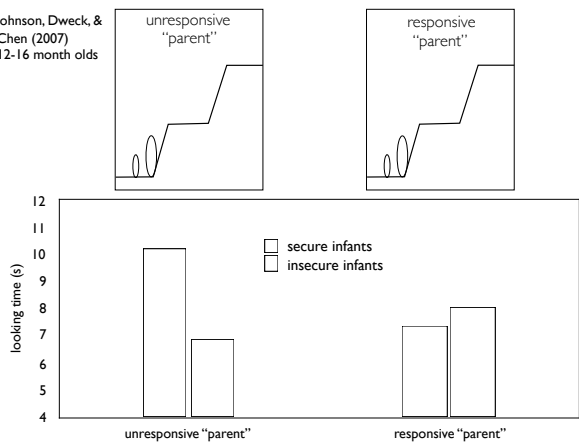 ohnson, Dweck, &
Chen (2007)
12-16 month olds
unresponsive
“parent”
responsive
“parent”
12
11
10
9
8
7
6
5
4
looking time (s)
secure infants
insecure infants
unresponsive “parent”
responsive “parent”